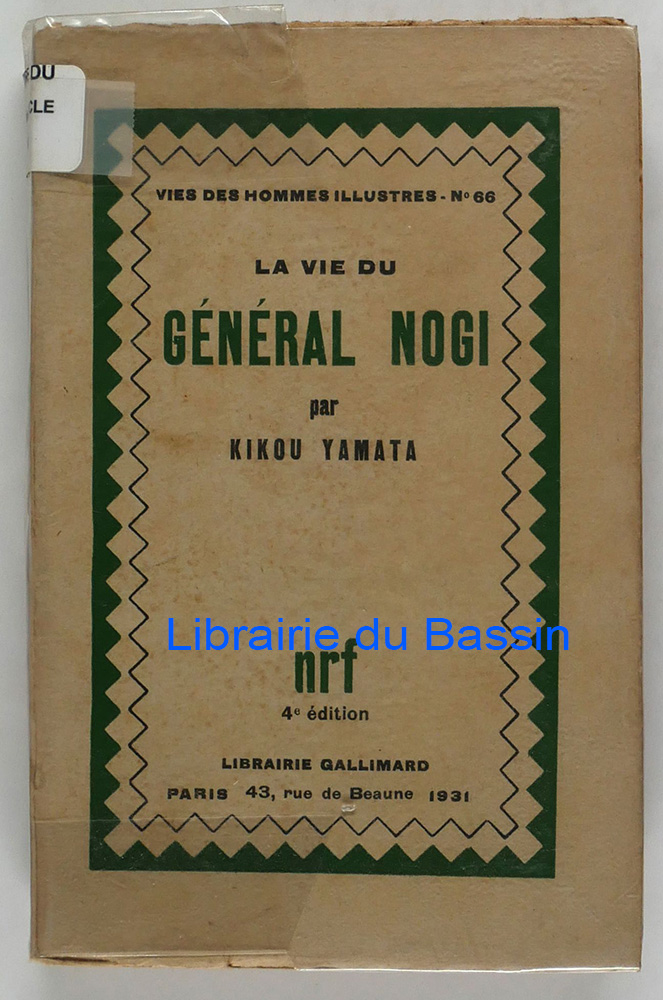 DU
CLE
VIES DES HOMMES ILLUSTRES - Nº 66
LA VIE DU
GÉNÉRAL NOGI
par
KIKOU YAMATA
Librairie du Bassin
nrf
4e édition
LIBRAIRIE GALLIMARD
PARIS 43, rue de Beaune 1931